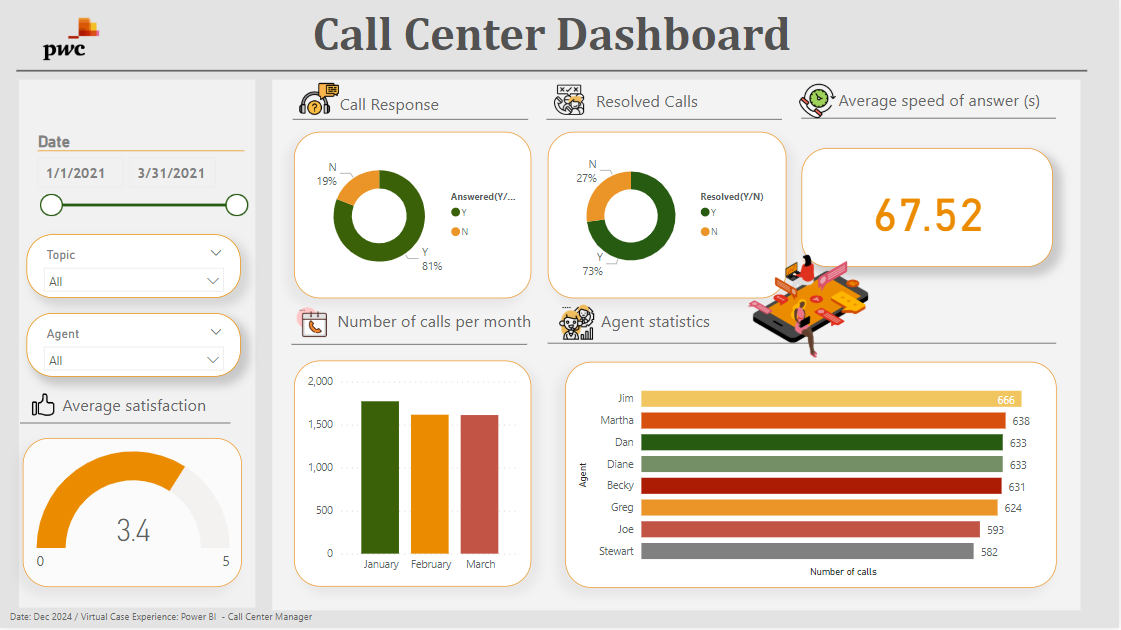 pwc
Call Center Dashboard
Date
1/1/2021
3/31/2021
Topic
All
Agent
All
Average satisfaction
3.4
0
5
Call Response
N
19%
Y
81%
Answered(Y/...
Y
N
Resolved Calls
N
27%
Y
73%
Resolved(Y/N)
Y
N
Average speed of answer (s)
67.52
Number of calls per month
2,000
1,500
1,000
500
0
January February March
Agent statistics
Agent
Jim 666
Martha 638
Dan 633
Diane 633
Becky 631
Greg 624
Joe 593
Stewart 582
Number of calls
Date: Dec 2024 / Virtual Case Experience: Power BI - Call Center Manager